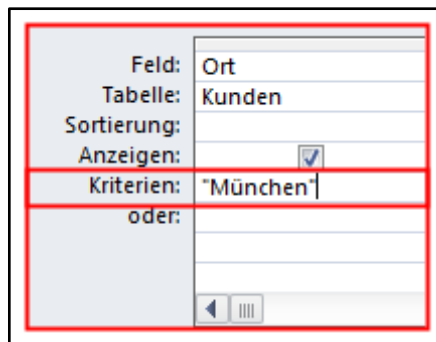 Feld: Ort
Tabelle: Kunden
Sortierung:
Anzeigen:
Kriterien: "München"
oder: